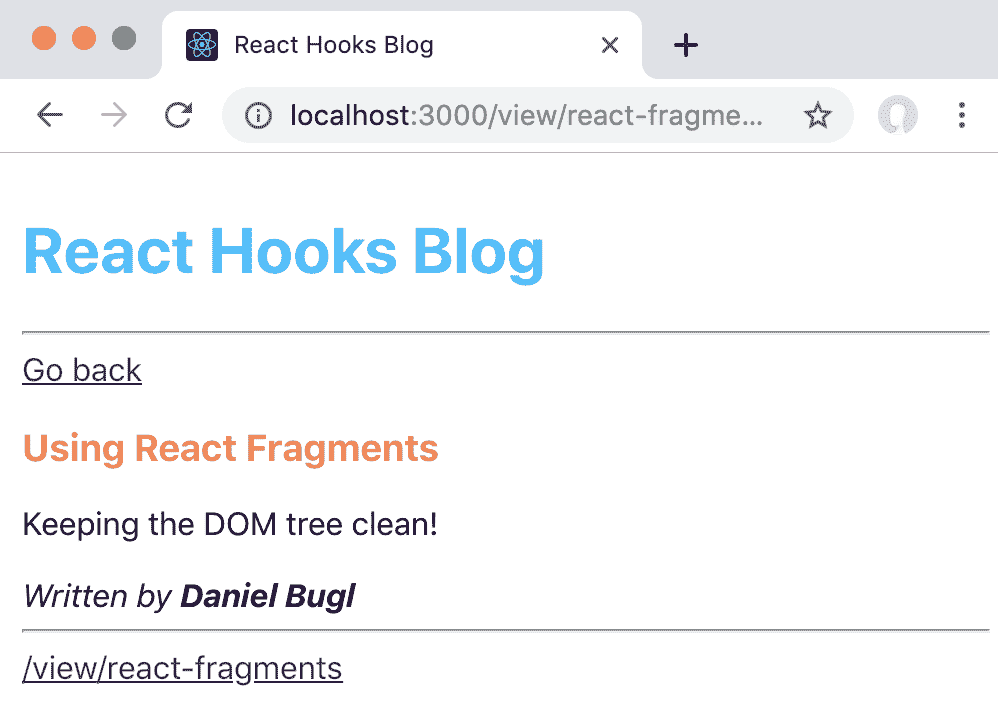 React Hooks Blog
localhost:3000/view/react-fragme...
React Hooks Blog
Go back
Using React Fragments
Keeping the DOM tree clean!
Written by Daniel Bugl
/view/react-fragments